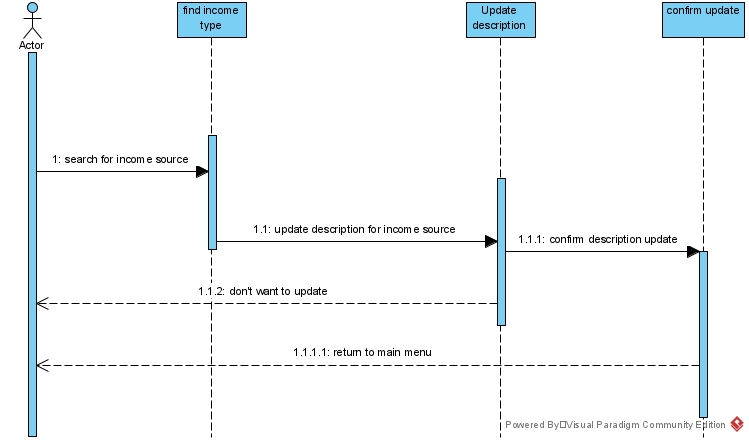 find income
type
Update
description
confirm update
Actor
1: search for income source
1.1: update description for income source
1.1.1: confirm description update
1.1.2: don't want to update
1.1.1.1: return to main menu
Powered By▯Visual Paradigm Community Edition